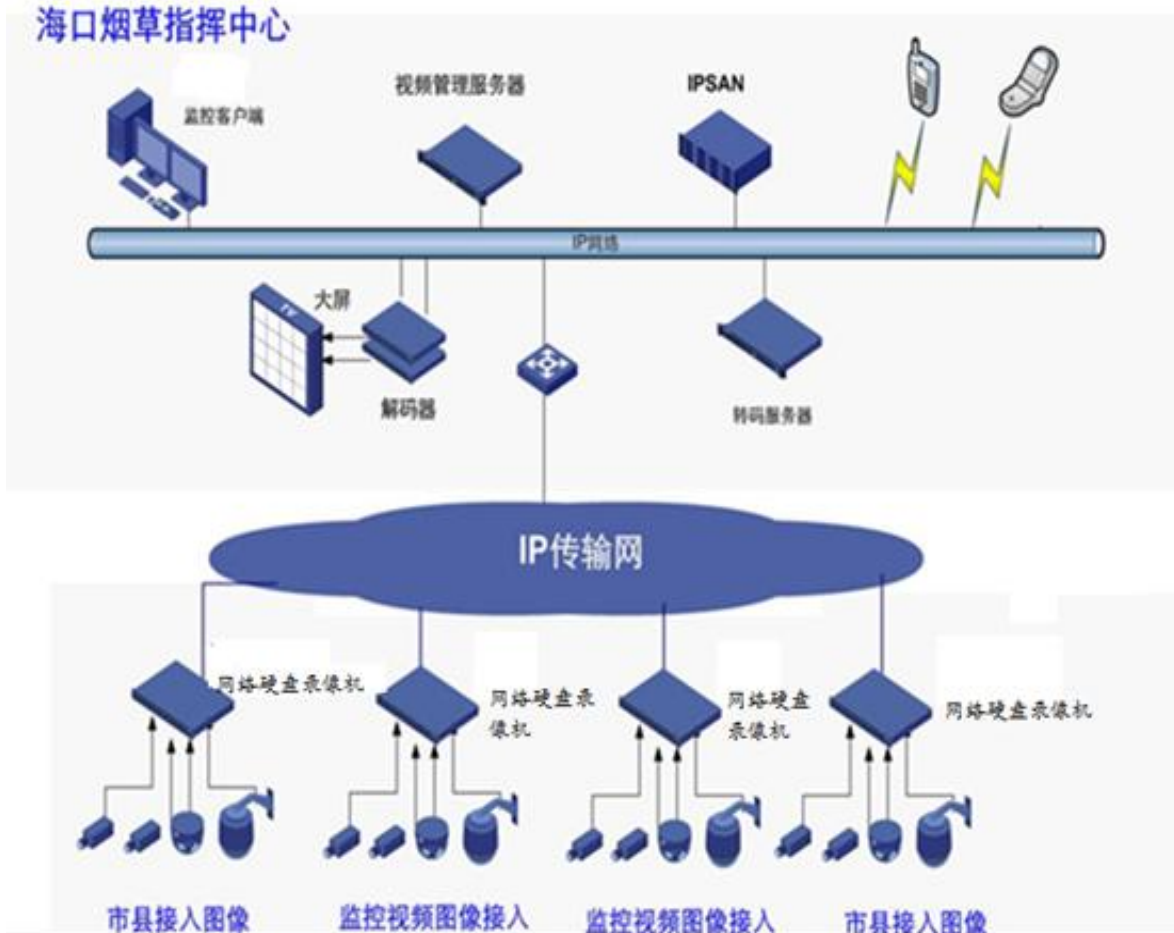 海口烟草指挥中心
监控客户端
视频管理服务器
IPSAN
IP网络
大屏
TV
解码器
转码服务器
IP传输网
网络硬盘录像机
网络硬盘录
像机
网络硬盘
录像机
网络硬盘录像机
市县接入图像
监控视频图像接入
监控视频图像接入
市县接入图像